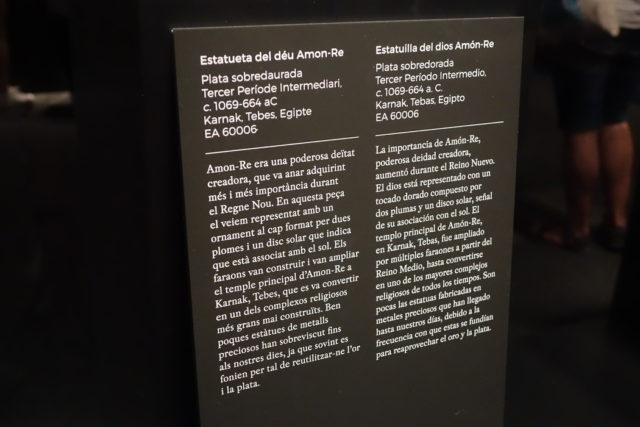 Estatueta del déu Amon-Re
Plata sobredaurada
Tercer Període Intermediari,
c. 1069-664 aC
Karnak, Tebes, Egipte
EA 60006
Amon-Re era una poderosa deïtat
creadora, que va anar adquirint
més i més importància durant
el Regne Nou. En aquesta peça
el veiem representat amb un
ornament al cap format per dues
plomes i un disc solar que indica
que està associat amb el sol. Els
faraons van construir i van ampliar
el temple principal d'Amon-Re a
Karnak, Tebes, que es va convertir
en un dels complexos religiosos
més grans mai construïts. Ben
poques estàtues de metalls
preciosos han sobreviscut fins
als nostres dies, ja que sovint es
fonien per tal de reutilitzar-ne l'or
i la plata.
Estatuilla del dios Amón-Re
Plata sobredorada
Tercer Período Intermedio,
c. 1069-664 a. C.
Karnak, Tebas, Egipto
EA 60006
La importancia de Amón-Re,
poderosa deidad creadora,
aumentó durante el Reino Nuevo.
El dios está representado con un
tocado dorado compuesto por
dos plumas y un disco solar, señal
de su asociación con el sol. El
templo principal de Amón-Re,
en Karnak, Tebas, fue ampliado
por múltiples faraones a partir del
Reino Medio, hasta convertirse
en uno de los mayores complejos
religiosos de todos los tiempos. Son
pocas las estatuas fabricadas en
metales preciosos que han llegado
hasta nuestros días, debido a la
frecuencia con que estas se fundían
para reaprovechar el oro y la plata.